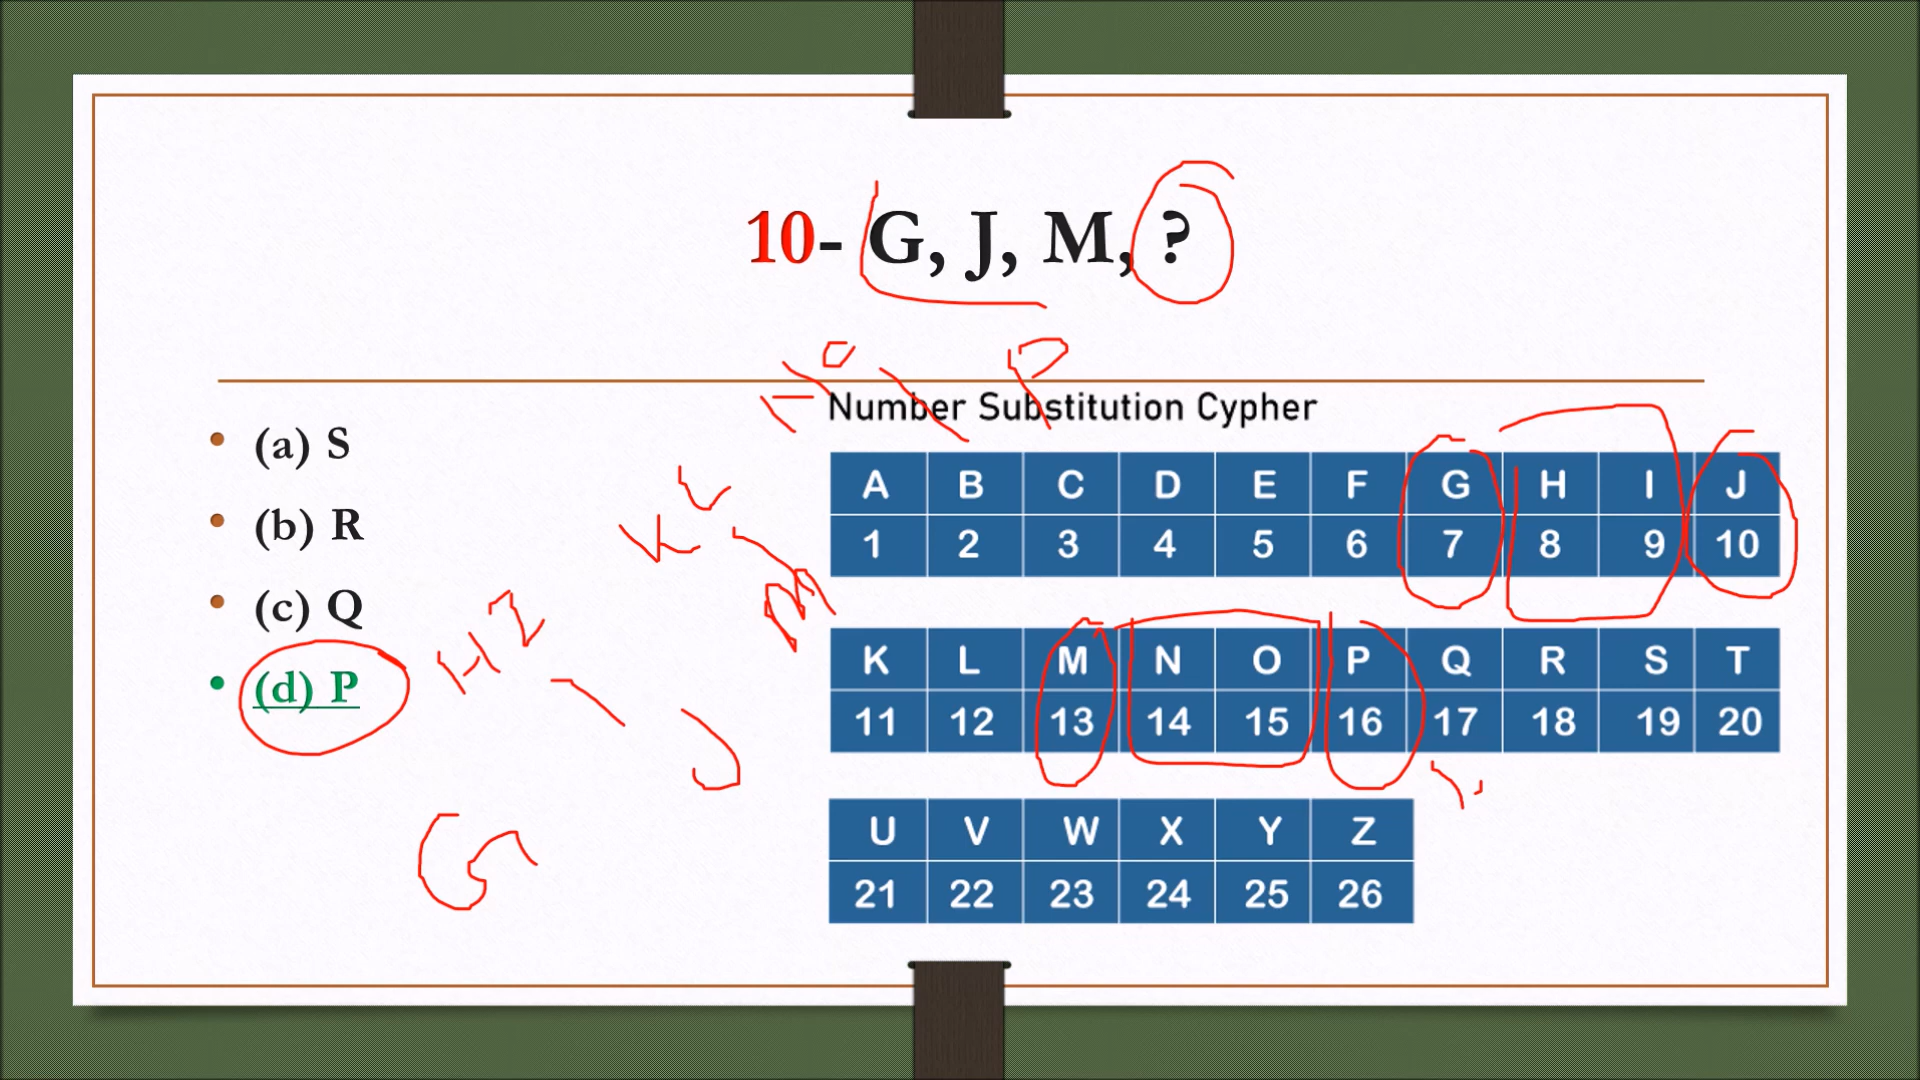 10- G, J, M, ?
(a) S
(b) R
(c) Q
(d) P
Number Substitution Cypher
A B C D E F G H I J
1 2 3 4 5 6 7 8 9 10
K L M N O P Q R S T
11 12 13 14 15 16 17 18 19 20
U V W X Y Z
21 22 23 24 25 26
K L
M
H I
J
G